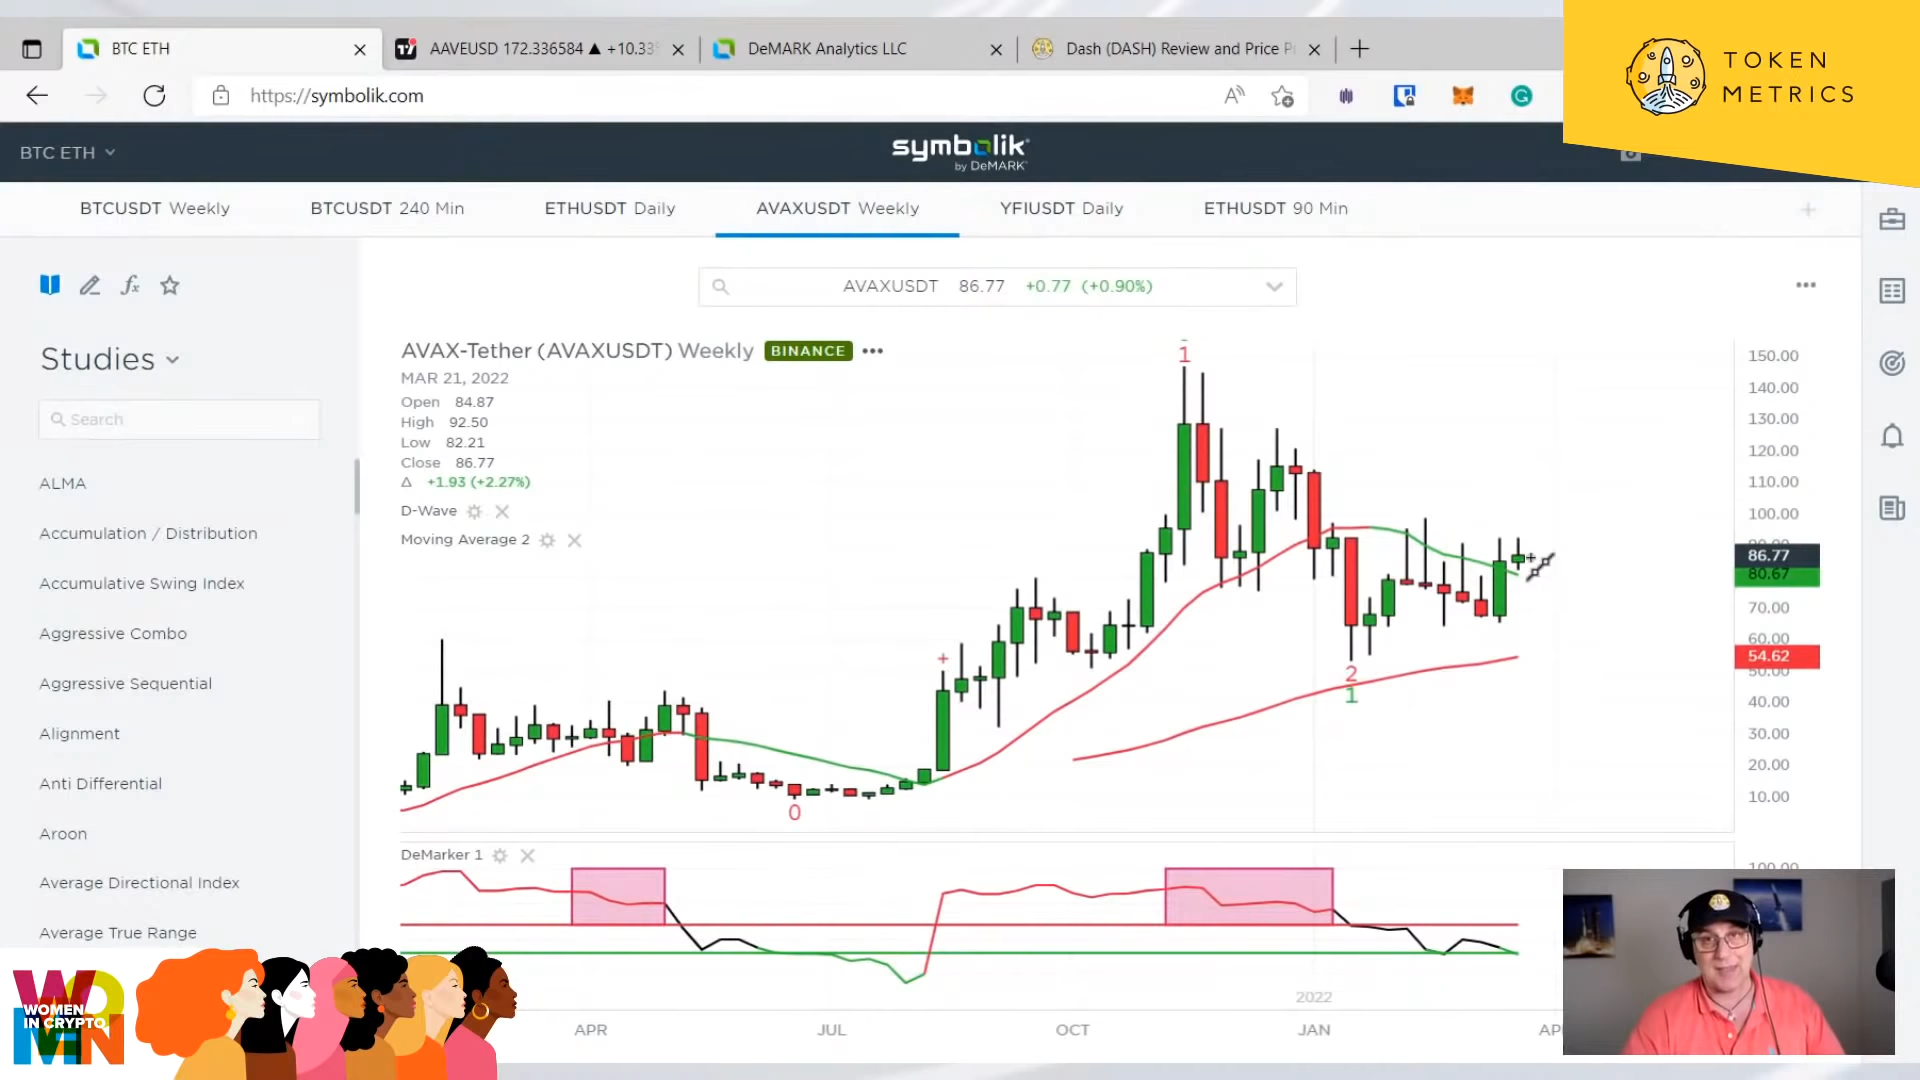 BTC ETH
AAVEUSD 172.336584 ▲ +10.33
DeMARK Analytics LLC
Dash (DASH) Review and Price P
TOKEN
METRICS
https://symbolik.com
BTC ETH
symbolik
by DeMARK
BTCUSDT Weekly
BTCUSDT 240 Min
ETHUSDT Daily
AVAXUSDT Weekly
YFIUSDT Daily
ETHUSDT 90 Min
AVAXUSDT 86.77 +0.77 (+0.90%)
Studies
Search
ALMA
Accumulation / Distribution
Accumulative Swing Index
Aggressive Combo
Aggressive Sequential
Alignment
Anti Differential
Aroon
Average Directional Index
Average True Range
AVAX-Tether (AVAXUSDT) Weekly BINANCE
MAR 21, 2022
Open 84.87
High 92.50
Low 82.21
Close 86.77
Δ +1.93 (+2.27%)
D-Wave
Moving Average 2
1
+
0
2
1
150.00
140.00
130.00
120.00
110.00
100.00
90.00
86.77
80.67
70.00
60.00
54.62
50.00
40.00
30.00
20.00
10.00
DeMarker 1
100.00
2022
APR
JUL
OCT
JAN
WOMEN
WOMEN
IN CRYPTO